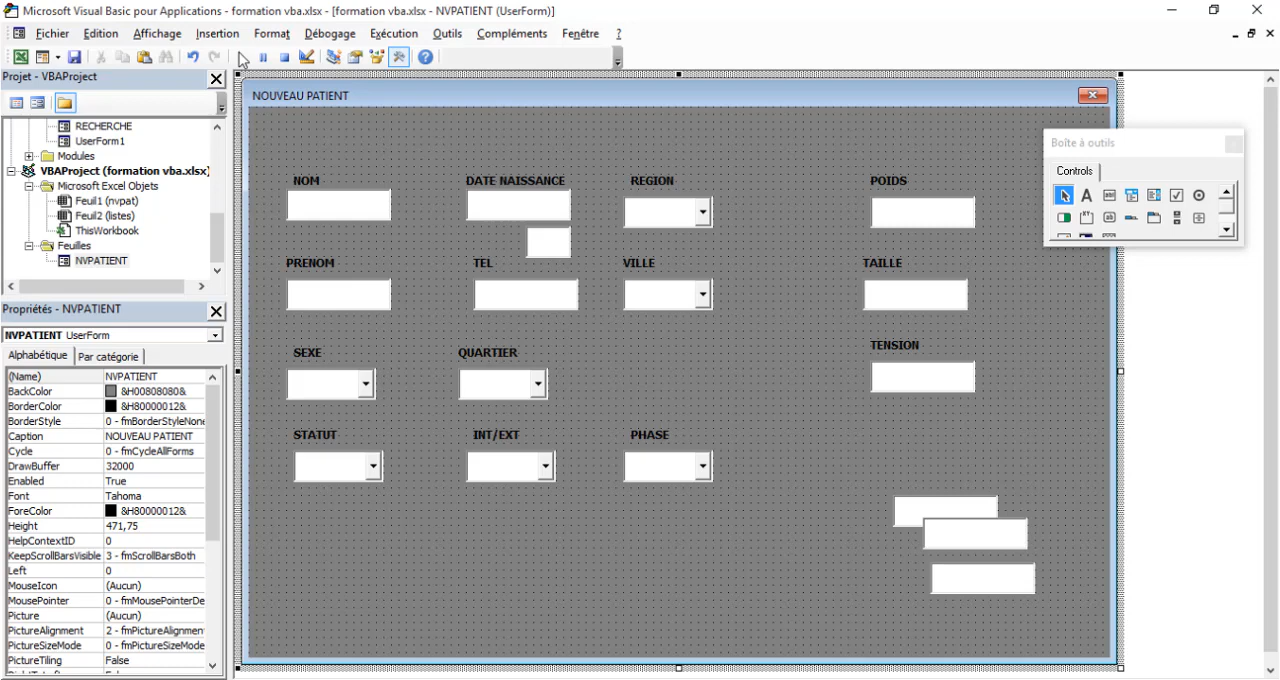 Microsoft Visual Basic pour Applications - formation vba.xlsx - [formation vba.xlsx - NVPATIENT (UserForm)]
Fichier Edition Affichage Insertion Format Débogage Exécution Outils Compléments Fenêtre ?
Projet - VBAProject
RECHERCHE
UserForm1
Modules
VBAProject (formation vba.xlsx)
Microsoft Excel Objets
Feuil1 (nvpat)
Feuil2 (listes)
ThisWorkbook
Feuilles
NVPATIENT
Propriétés - NVPATIENT
NVPATIENT UserForm
Alphabétique Par catégorie
(Name) NVPATIENT
BackColor &H00808080&
BorderColor &H80000012&
BorderStyle 0 - fmBorderStyleNone
Caption NOUVEAU PATIENT
Cycle 0 - fmCycleAllForms
DrawBuffer 32000
Enabled True
Font Tahoma
ForeColor &H80000012&
Height 471,75
HelpContextID 0
KeepScrollBarsVisible 3 - fmScrollBarsBoth
Left 0
MouseIcon (Aucun)
MousePointer 0 - fmMousePointerDe
Picture (Aucun)
PictureAlignment 2 - fmPictureAlignmen
PictureSizeMode 0 - fmPictureSizeMode
PictureTiling False
NOUVEAU PATIENT
NOM DATE NAISSANCE REGION POIDS
PRENOM TEL VILLE TAILLE
SEXE QUARTIER TENSION
STATUT INT/EXT PHASE
Boîte à outils
Controls